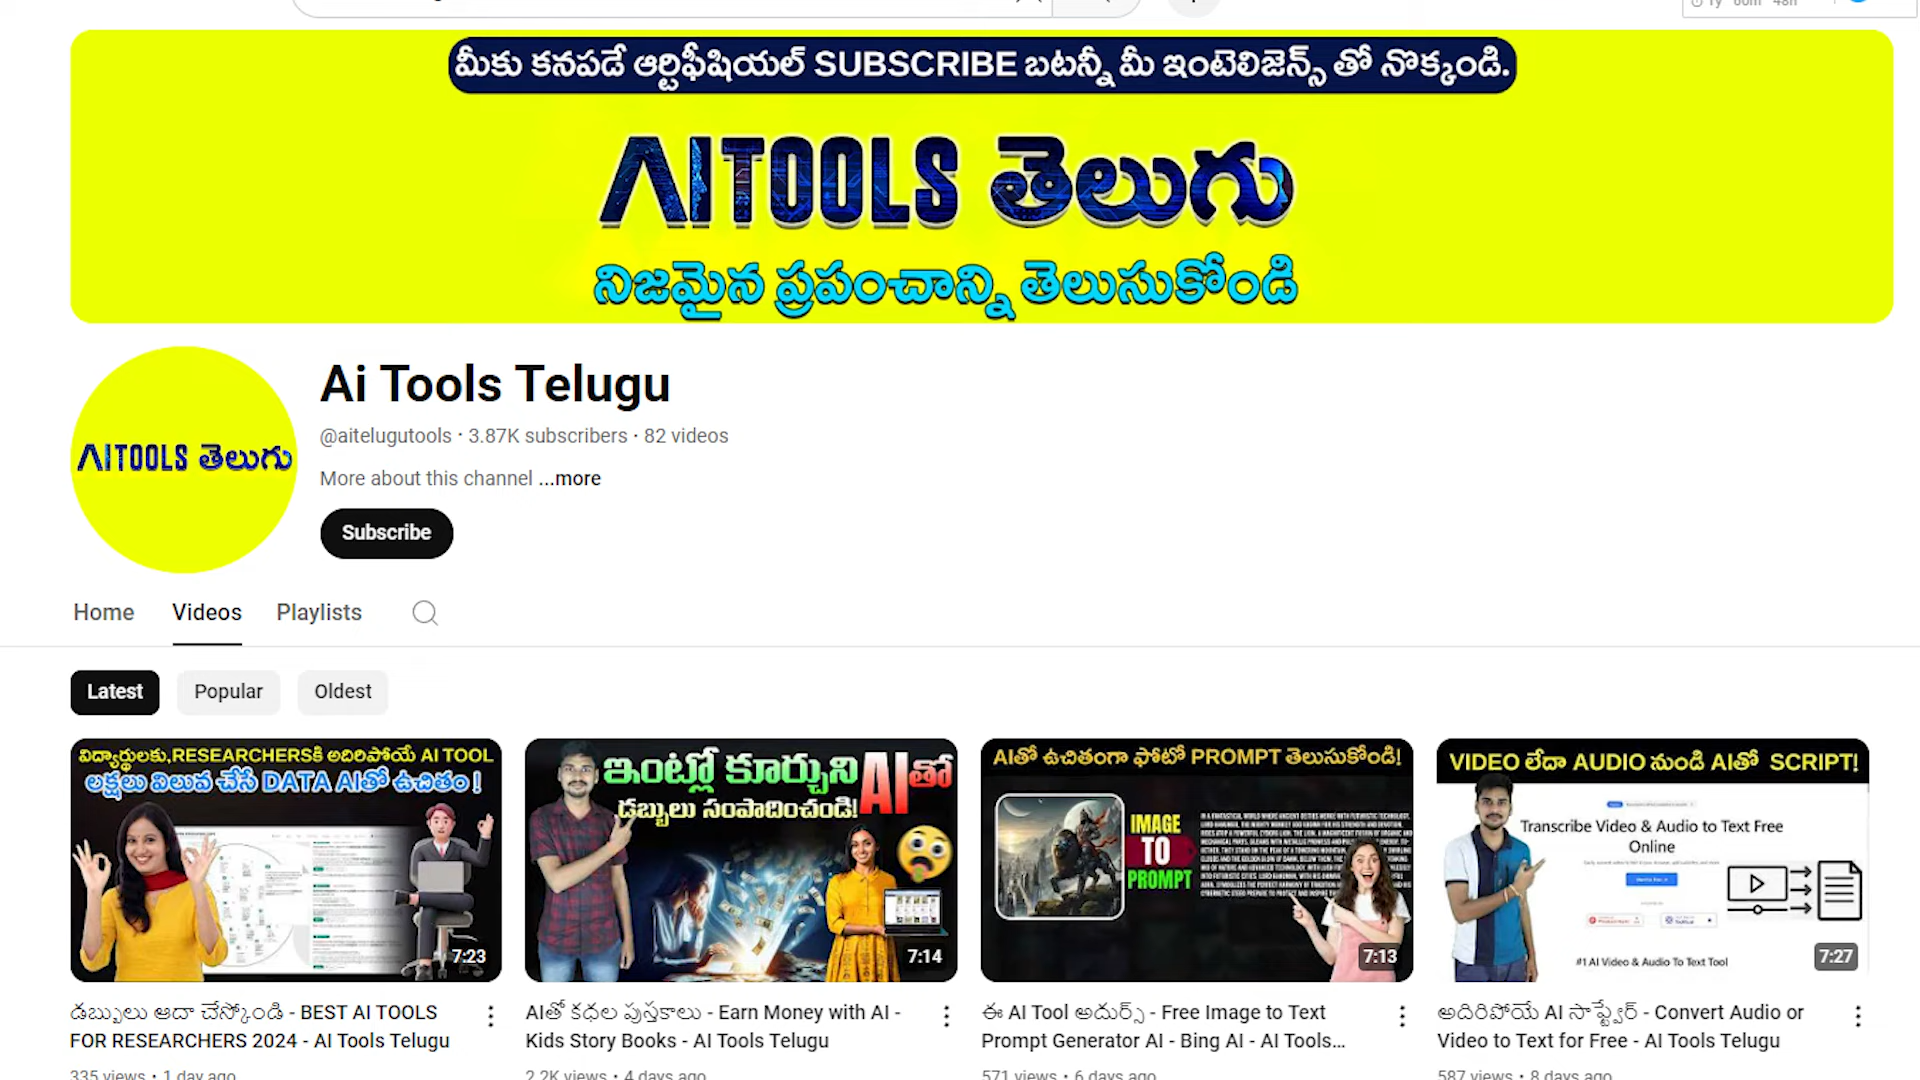 మీకు కనపడే ఆర్టిఫీషియల్ SUBSCRIBE బటన్నీ మీ ఇంటెలిజెన్స్ తో నొక్కండి.
AITOOLS తెలుగు
నిజమైన ప్రపంచాన్ని తెలుసుకోండి
AITOOLS తెలుగు
Ai Tools Telugu
@aitelugutools · 3.87K subscribers · 82 videos
More about this channel ...more
Subscribe
Home Videos Playlists
Latest Popular Oldest
విద్యార్థులకు,RESEARCHERSకి అదిరిపోయే AI TOOL
లక్షలు విలువ చేసే DATA AIతో ఉచితం !
7:23
డబ్బులు ఆదా చేస్కోండి - BEST AI TOOLS
FOR RESEARCHERS 2024 - AI Tools Telugu
335 views · 1 day ago
ఇంట్లో కూర్చుని AIతో
డబ్బులు సంపాదించండి!
7:14
AIతో కథల పుస్తకాలు - Earn Money with AI -
Kids Story Books - AI Tools Telugu
2.2K views · 4 days ago
AIతో ఉచితంగా ఫోటో PROMPT తెలుసుకోండి!
IMAGE
TO
PROMPT
7:13
ఈ AI Tool అదుర్స్ - Free Image to Text
Prompt Generator AI - Bing AI - AI Tools...
571 views · 6 days ago
VIDEO లేదా AUDIO నుండి AIతో SCRIPT!
Transcribe Video & Audio to Text Free
Online
#1 AI Video & Audio To Text Tool
7:27
అదిరిపోయే AI సాఫ్ట్వేర్ - Convert Audio or
Video to Text for Free - AI Tools Telugu
587 views · 8 days ago